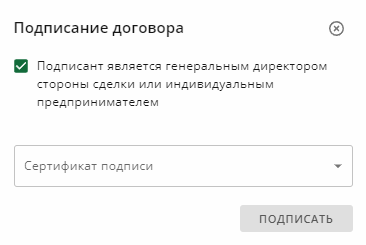 Подписание договора
Подписант является генеральным директором
стороны сделки или индивидуальным
предпринимателем
Сертификат подписи
ПОДПИСАТЬ